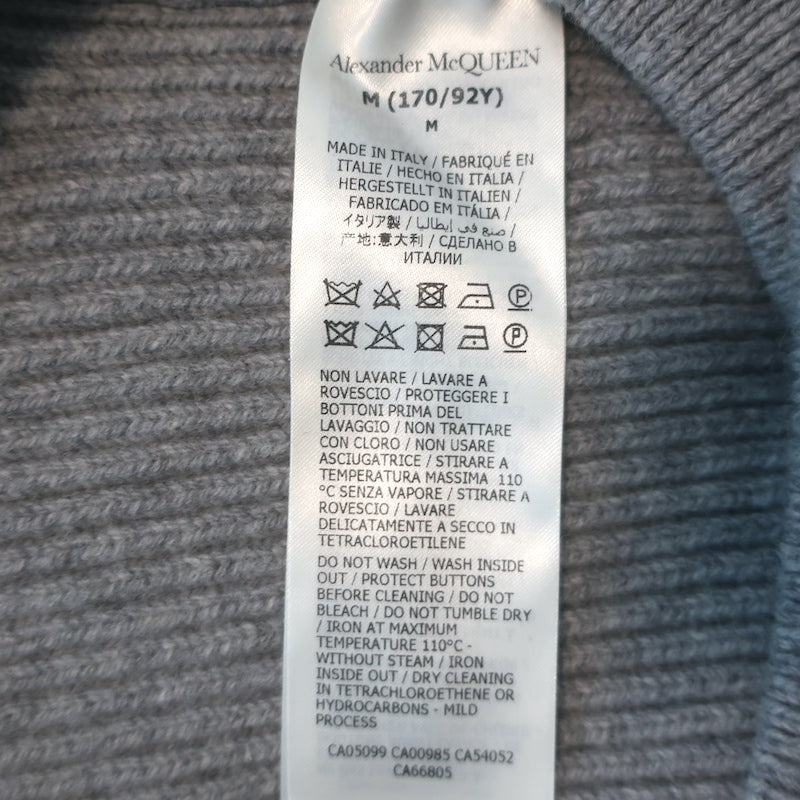 Alexander McQUEEN
M (170/92Y)
M
MADE IN ITALY / FABRIQUÉ EN
ITALIE / HECHO EN ITALIA /
HERGESTELLT IN ITALIEN /
FABRICADO EM ITÁLIA /
イタリア製 / صنع في إيطاليا /
产地:意大利 / СДЕЛАНО В
ИТАЛИИ
P
P
NON LAVARE / LAVARE A
ROVESCIO / PROTEGGERE I
BOTTONI PRIMA DEL
LAVAGGIO / NON TRATTARE
CON CLORO / NON USARE
ASCIUGATRICE / STIRARE A
TEMPERATURA MASSIMA 110
°C SENZA VAPORE / STIRARE A
ROVESCIO / LAVARE
DELICATAMENTE A SECCO IN
TETRACLOROETILENE
DO NOT WASH / WASH INSIDE
OUT / PROTECT BUTTONS
BEFORE CLEANING / DO NOT
BLEACH / DO NOT TUMBLE DRY
/ IRON AT MAXIMUM
TEMPERATURE 110°C -
WITHOUT STEAM / IRON
INSIDE OUT / DRY CLEANING
IN TETRACHLOROETHENE OR
HYDROCARBONS - MILD
PROCESS
CA05099 CA00985 CA54052
CA66805